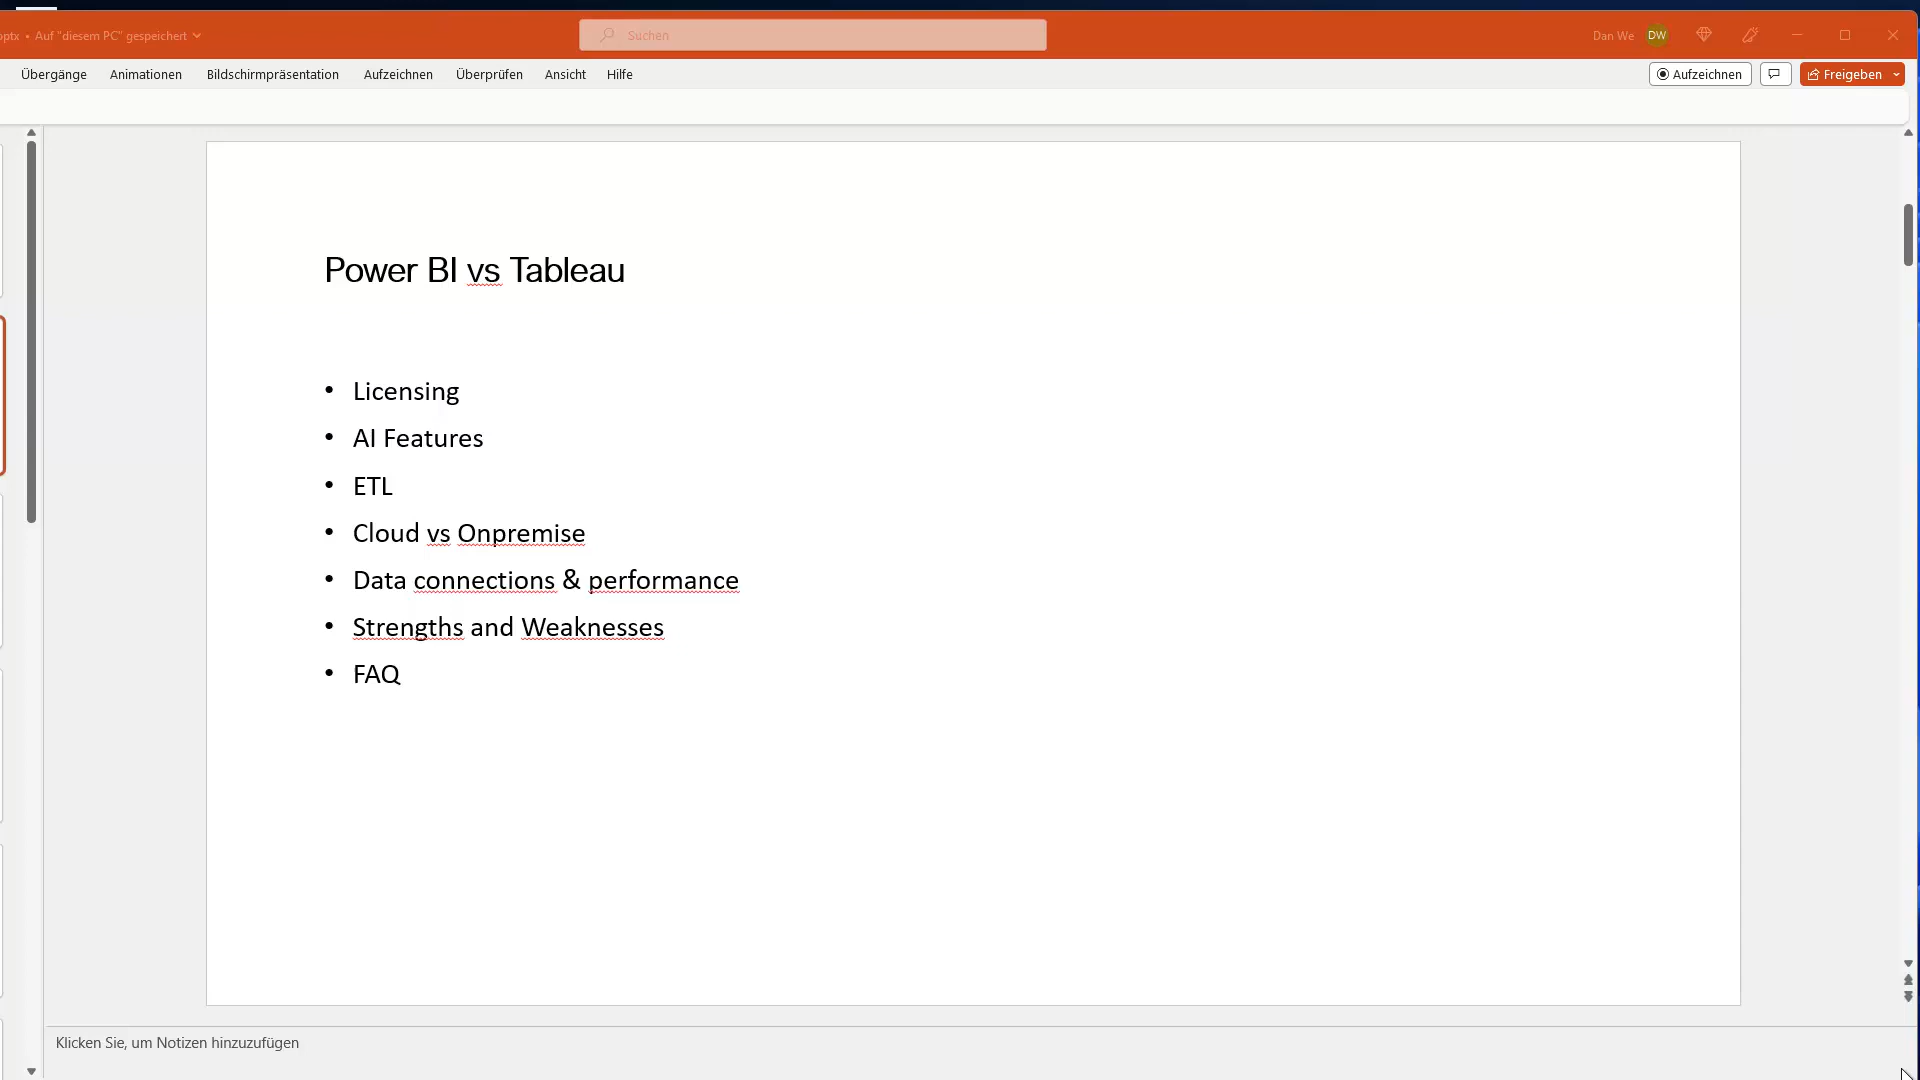 pptx • Auf "diesem PC" gespeichert
Suchen
Dan We DW
Übergänge Animationen Bildschirmpräsentation Aufzeichnen Überprüfen Ansicht Hilfe
Aufzeichnen Freigeben
Power BI vs Tableau
• Licensing
• AI Features
• ETL
• Cloud vs Onpremise
• Data connections & performance
• Strengths and Weaknesses
• FAQ
Klicken Sie, um Notizen hinzuzufügen